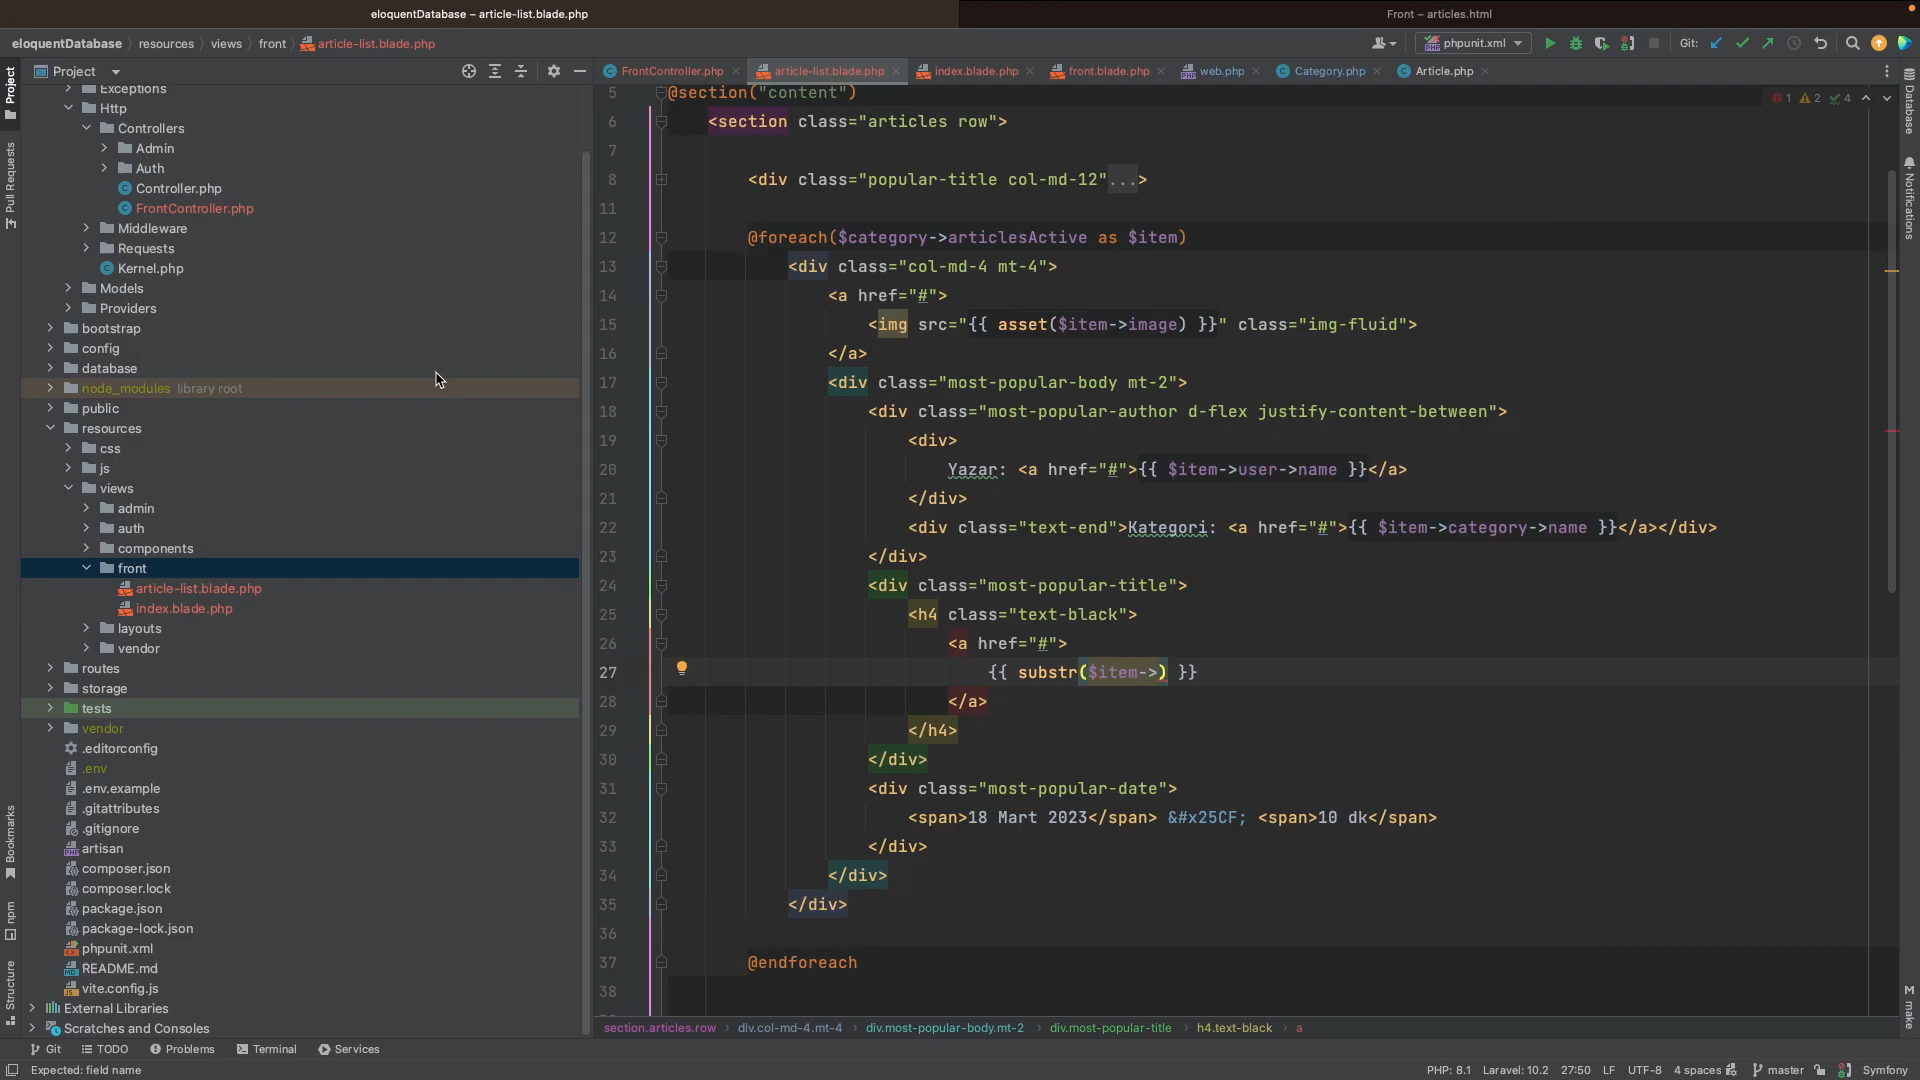 eloquentDatabase – article-list.blade.php
Front – articles.html
eloquentDatabase › resources › views › front › article-list.blade.php
phpunit.xml
Git:
Project
FrontController.php
article-list.blade.php
index.blade.php
front.blade.php
web.php
Category.php
Article.php
Project
Pull Requests
Bookmarks
npm
Structure
Exceptions
Http
Controllers
Admin
Auth
Controller.php
FrontController.php
Middleware
Requests
Kernel.php
Models
Providers
bootstrap
config
database
node_modules library root
public
resources
css
js
views
admin
auth
components
front
article-list.blade.php
index.blade.php
layouts
vendor
routes
storage
tests
vendor
.editorconfig
.env
.env.example
.gitattributes
.gitignore
artisan
composer.json
composer.lock
package.json
package-lock.json
phpunit.xml
README.md
vite.config.js
External Libraries
Scratches and Consoles
1 2 4
5 @section("content")
6 <section class="articles row">
7
8 <div class="popular-title col-md-12"...>
11
12 @foreach($category->articlesActive as $item)
13 <div class="col-md-4 mt-4">
14 <a href="#">
15 <img src="{{ asset($item->image) }}" class="img-fluid">
16 </a>
17 <div class="most-popular-body mt-2">
18 <div class="most-popular-author d-flex justify-content-between">
19 <div>
20 Yazar: <a href="#">{{ $item->user->name }}</a>
21 </div>
22 <div class="text-end">Kategori: <a href="#">{{ $item->category->name }}</a></div>
23 </div>
24 <div class="most-popular-title">
25 <h4 class="text-black">
26 <a href="#">
27 {{ substr($item->) }}
28 </a>
29 </h4>
30 </div>
31 <div class="most-popular-date">
32 <span>18 Mart 2023</span> &#x25CF; <span>10 dk</span>
33 </div>
34 </div>
35 </div>
36
37 @endforeach
38
Database
Notifications
make
section.articles.row › div.col-md-4.mt-4 › div.most-popular-body.mt-2 › div.most-popular-title › h4.text-black › a
Git
TODO
Problems
Terminal
Services
Expected: field name
PHP: 8.1
Laravel: 10.2
27:50
LF
UTF-8
4 spaces
master
Symfony